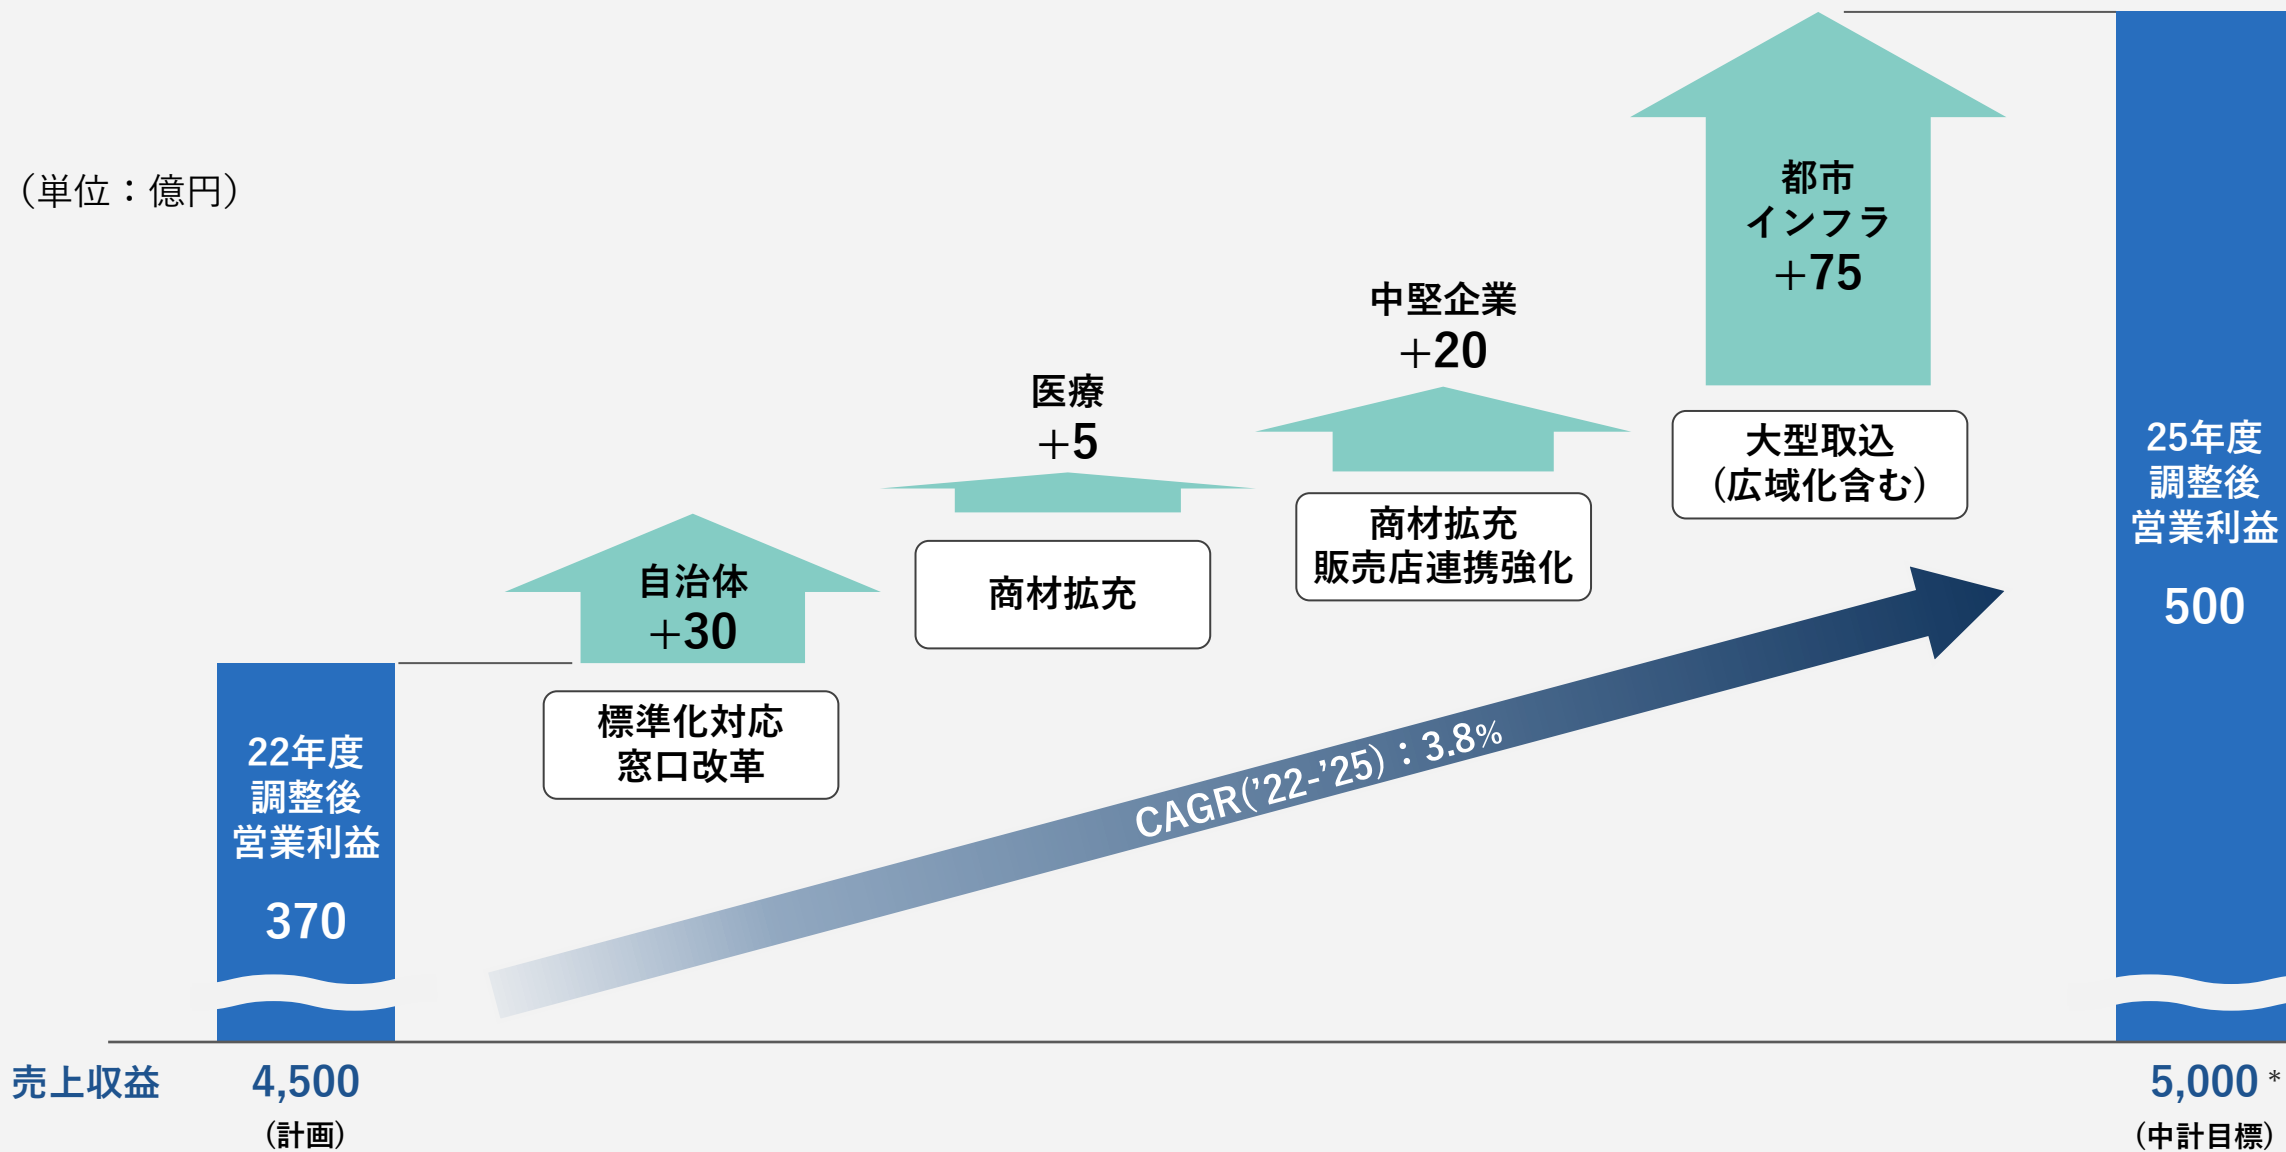 （単位：億円）
22年度
調整後
営業利益
370
自治体
＋30
標準化対応
窓口改革
医療
＋5
商材拡充
中堅企業
＋20
商材拡充
販売店連携強化
都市
インフラ
＋75
大型取込
（広域化含む）
CAGR(’22-’25)：3.8%
25年度
調整後
営業利益
500
売上収益
4,500
（計画）
5,000 *
（中計目標）